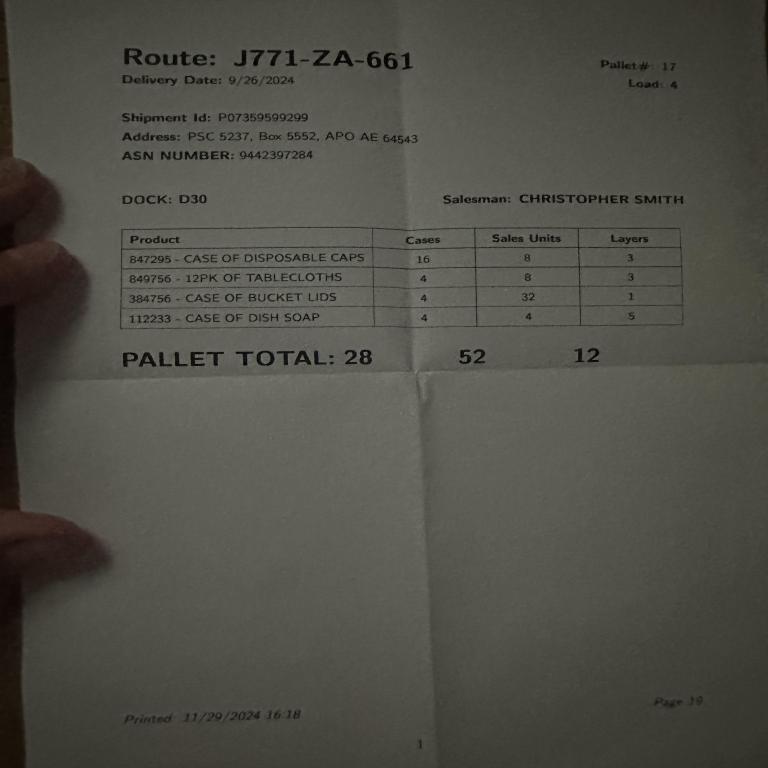 Route: J771-ZA-661
Pallet#: 17
Delivery Date: 9/26/2024
Load: 4
Shipment Id: P07359599299
Address: PSC 5237, Box 5552, APO AE 64543
ASN NUMBER: 9442397284
DOCK: D30 Salesman: CHRISTOPHER SMITH
Product Cases Sales Units Layers
847295 - CASE OF DISPOSABLE CAPS 16 8 3
849756 - 12PK OF TABLECLOTHS 4 8 3
384756 - CASE OF BUCKET LIDS 4 32 1
112233 - CASE OF DISH SOAP 4 4 5
PALLET TOTAL: 28 52 12
Printed 11/29/2024 16:18
Page 19
1